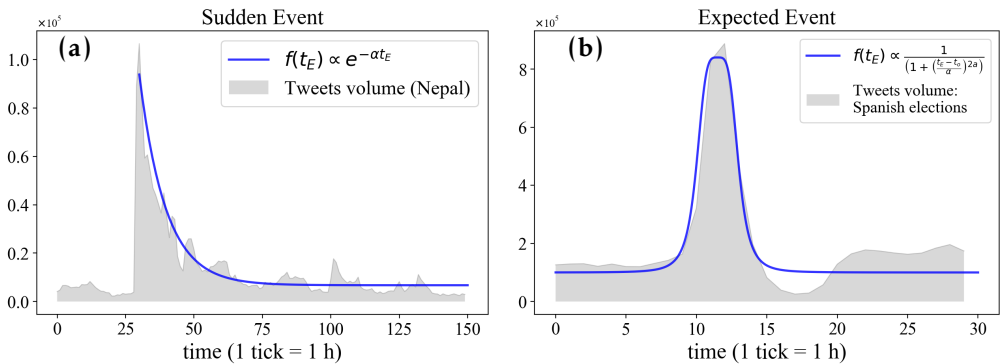 Sudden Event
×10⁵
(a)
f(t_E) ∝ e^{−αt_E}
Tweets volume (Nepal)
1.0
0.8
0.6
0.4
0.2
0.0
0 25 50 75 100 125 150
time (1 tick = 1 h)
Expected Event
×10⁵
(b)
f(t_E) ∝ 1/(1 + ((t_E − t_o)/α)^{2a})
Tweets volume:
Spanish elections
8
6
4
2
0
0 5 10 15 20 25 30
time (1 tick = 1 h)